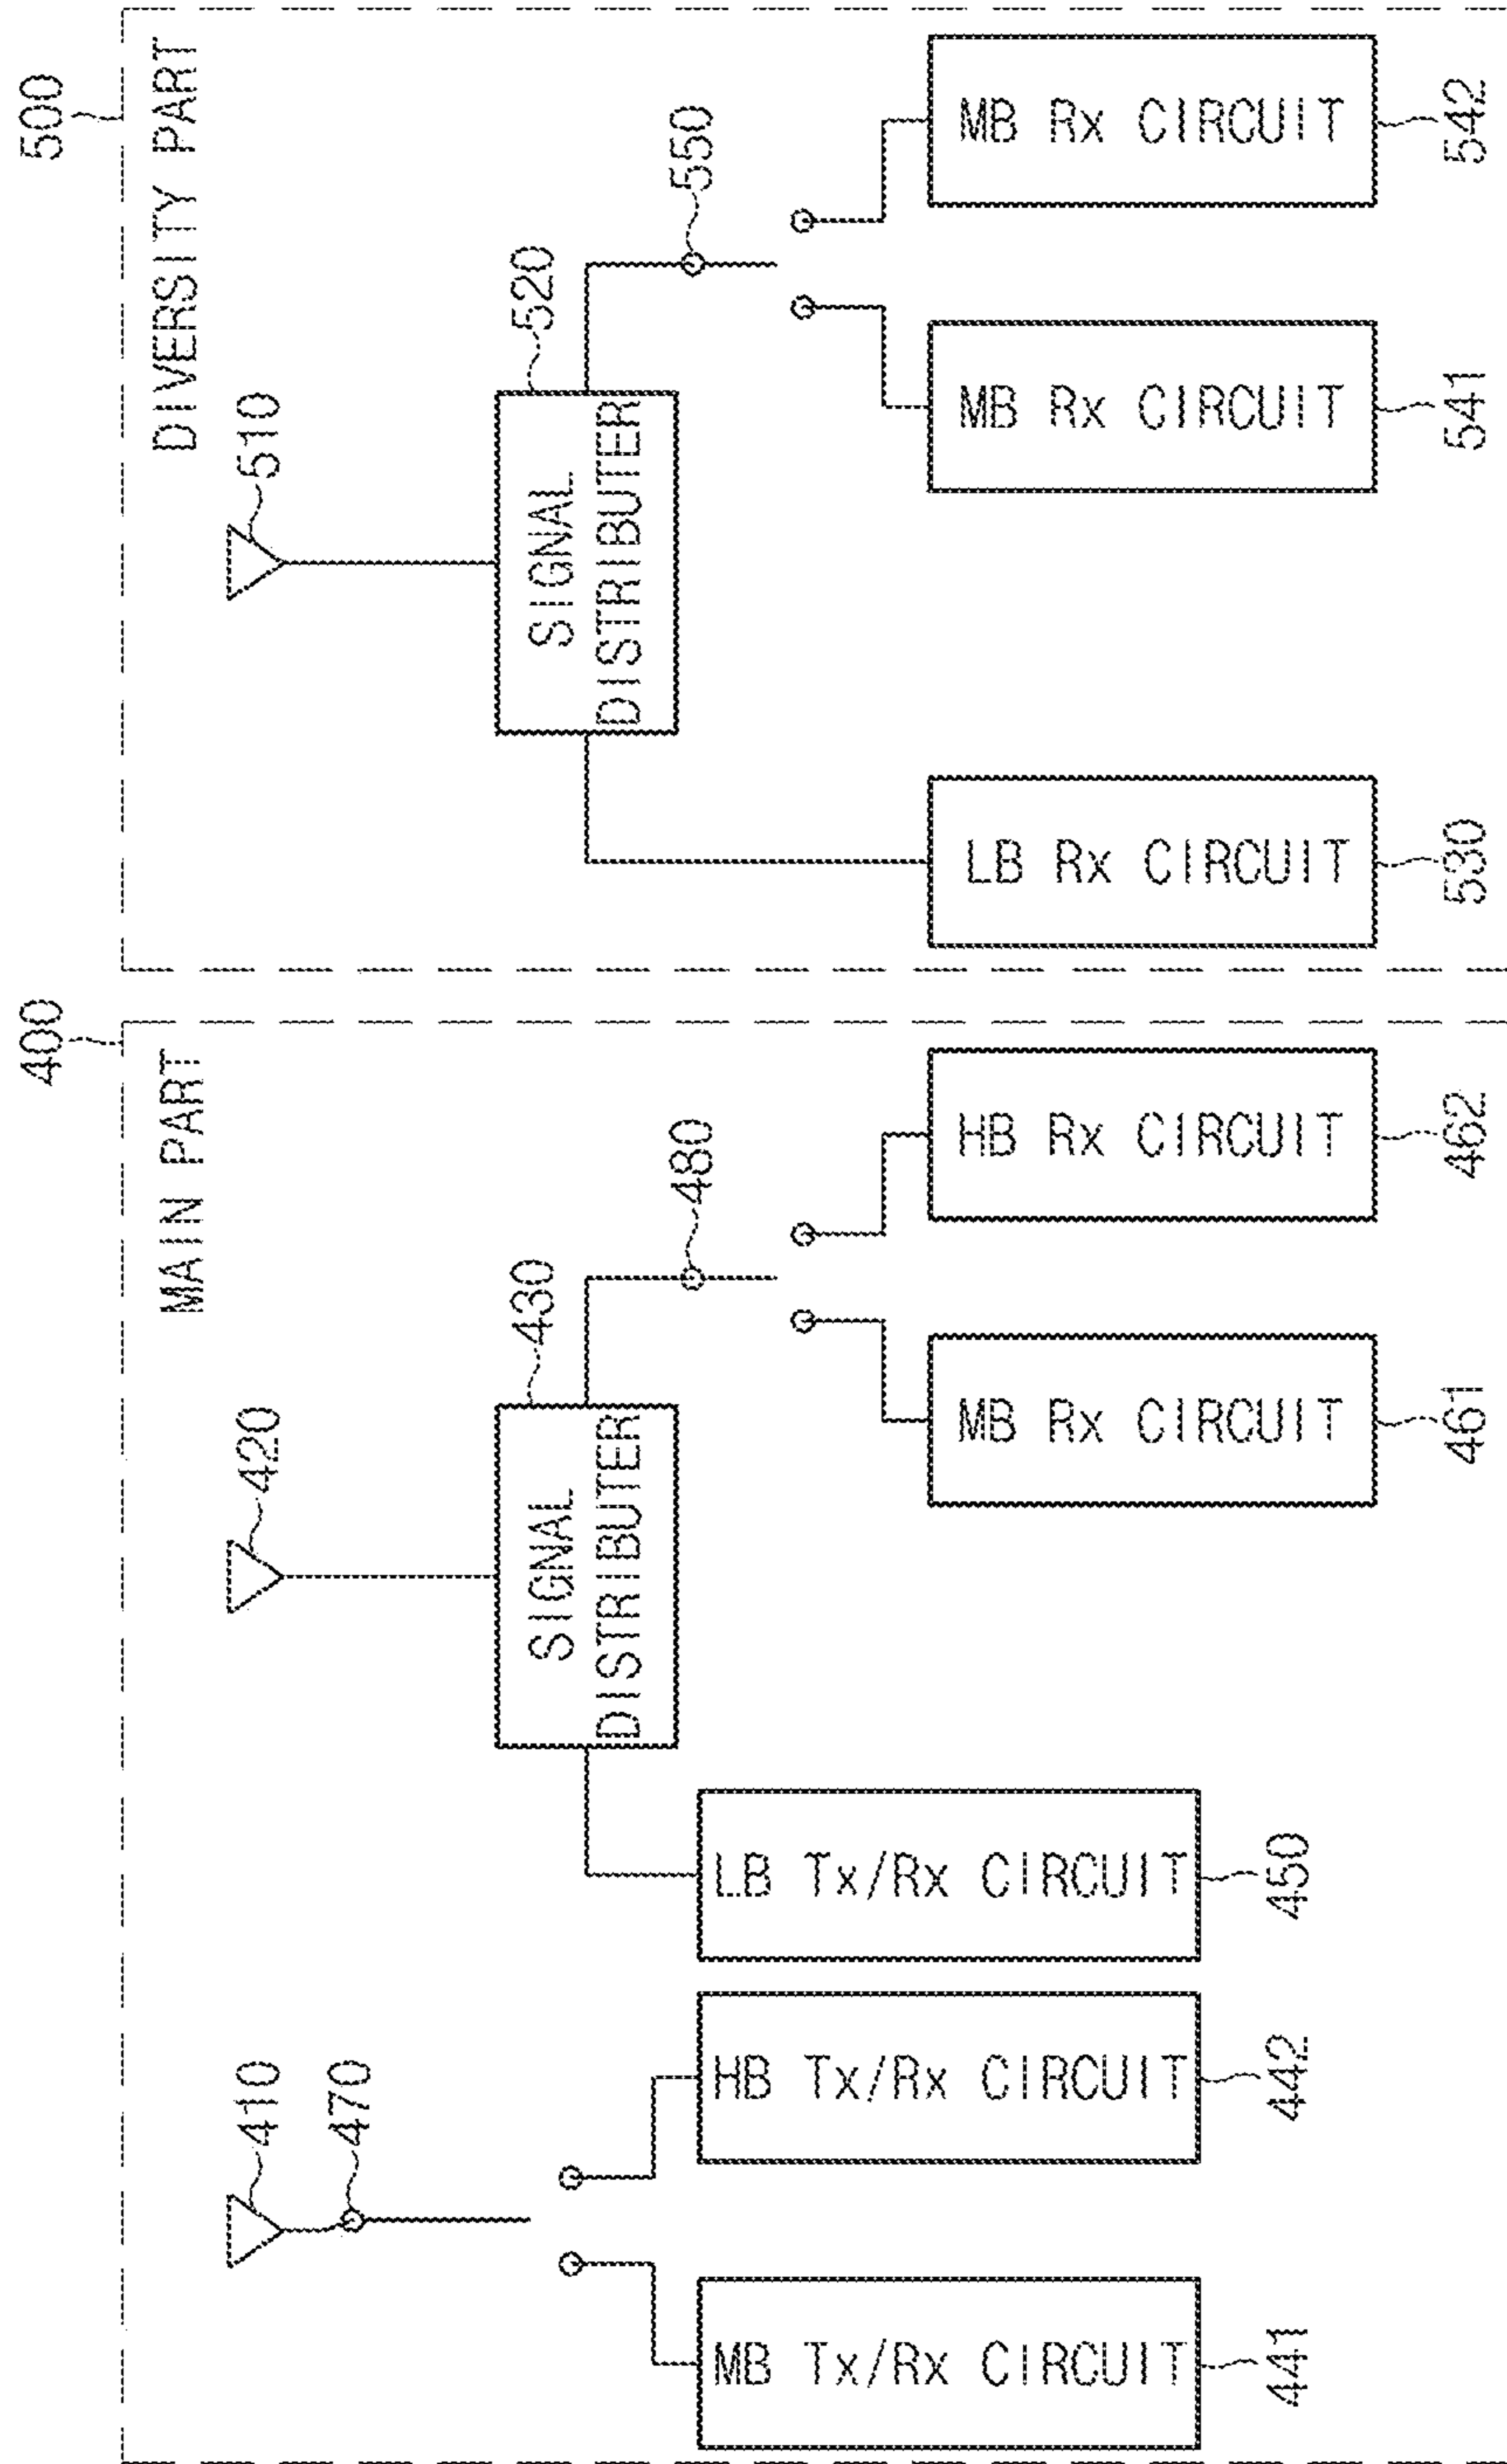 400
MAIN PART
410
470
420
430
SIGNAL
DISTRIBUTER
480
MB Tx/Rx CIRCUIT
441
HB Tx/Rx CIRCUIT
442
LB Tx/Rx CIRCUIT
450
MB Rx CIRCUIT
461
HB Rx CIRCUIT
462
500
DIVERSITY PART
510
520
SIGNAL
DISTRIBUTER
550
LB Rx CIRCUIT
530
MB Rx CIRCUIT
541
MB Rx CIRCUIT
542